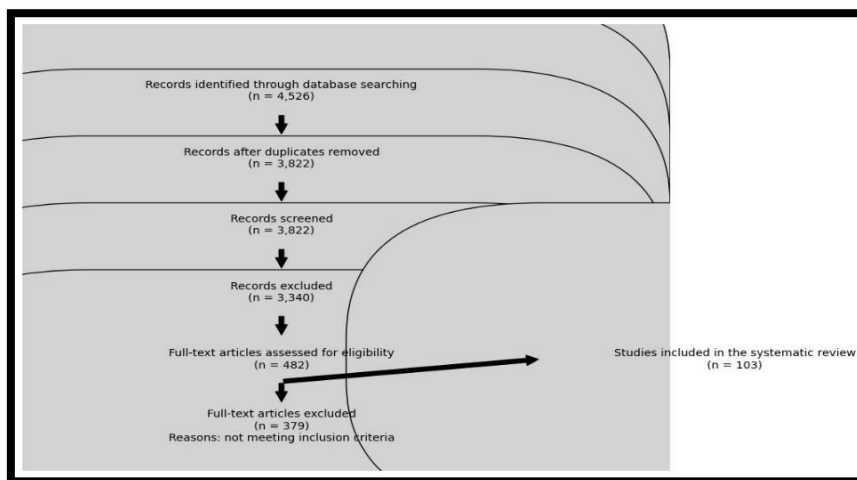 Records identified through database searching
(n = 4,526)
Records after duplicates removed
(n = 3,822)
Records screened
(n = 3,822)
Records excluded
(n = 3,340)
Full-text articles assessed for eligibility
(n = 482)
Studies included in the systematic review
(n = 103)
Full-text articles excluded
(n = 379)
Reasons: not meeting inclusion criteria